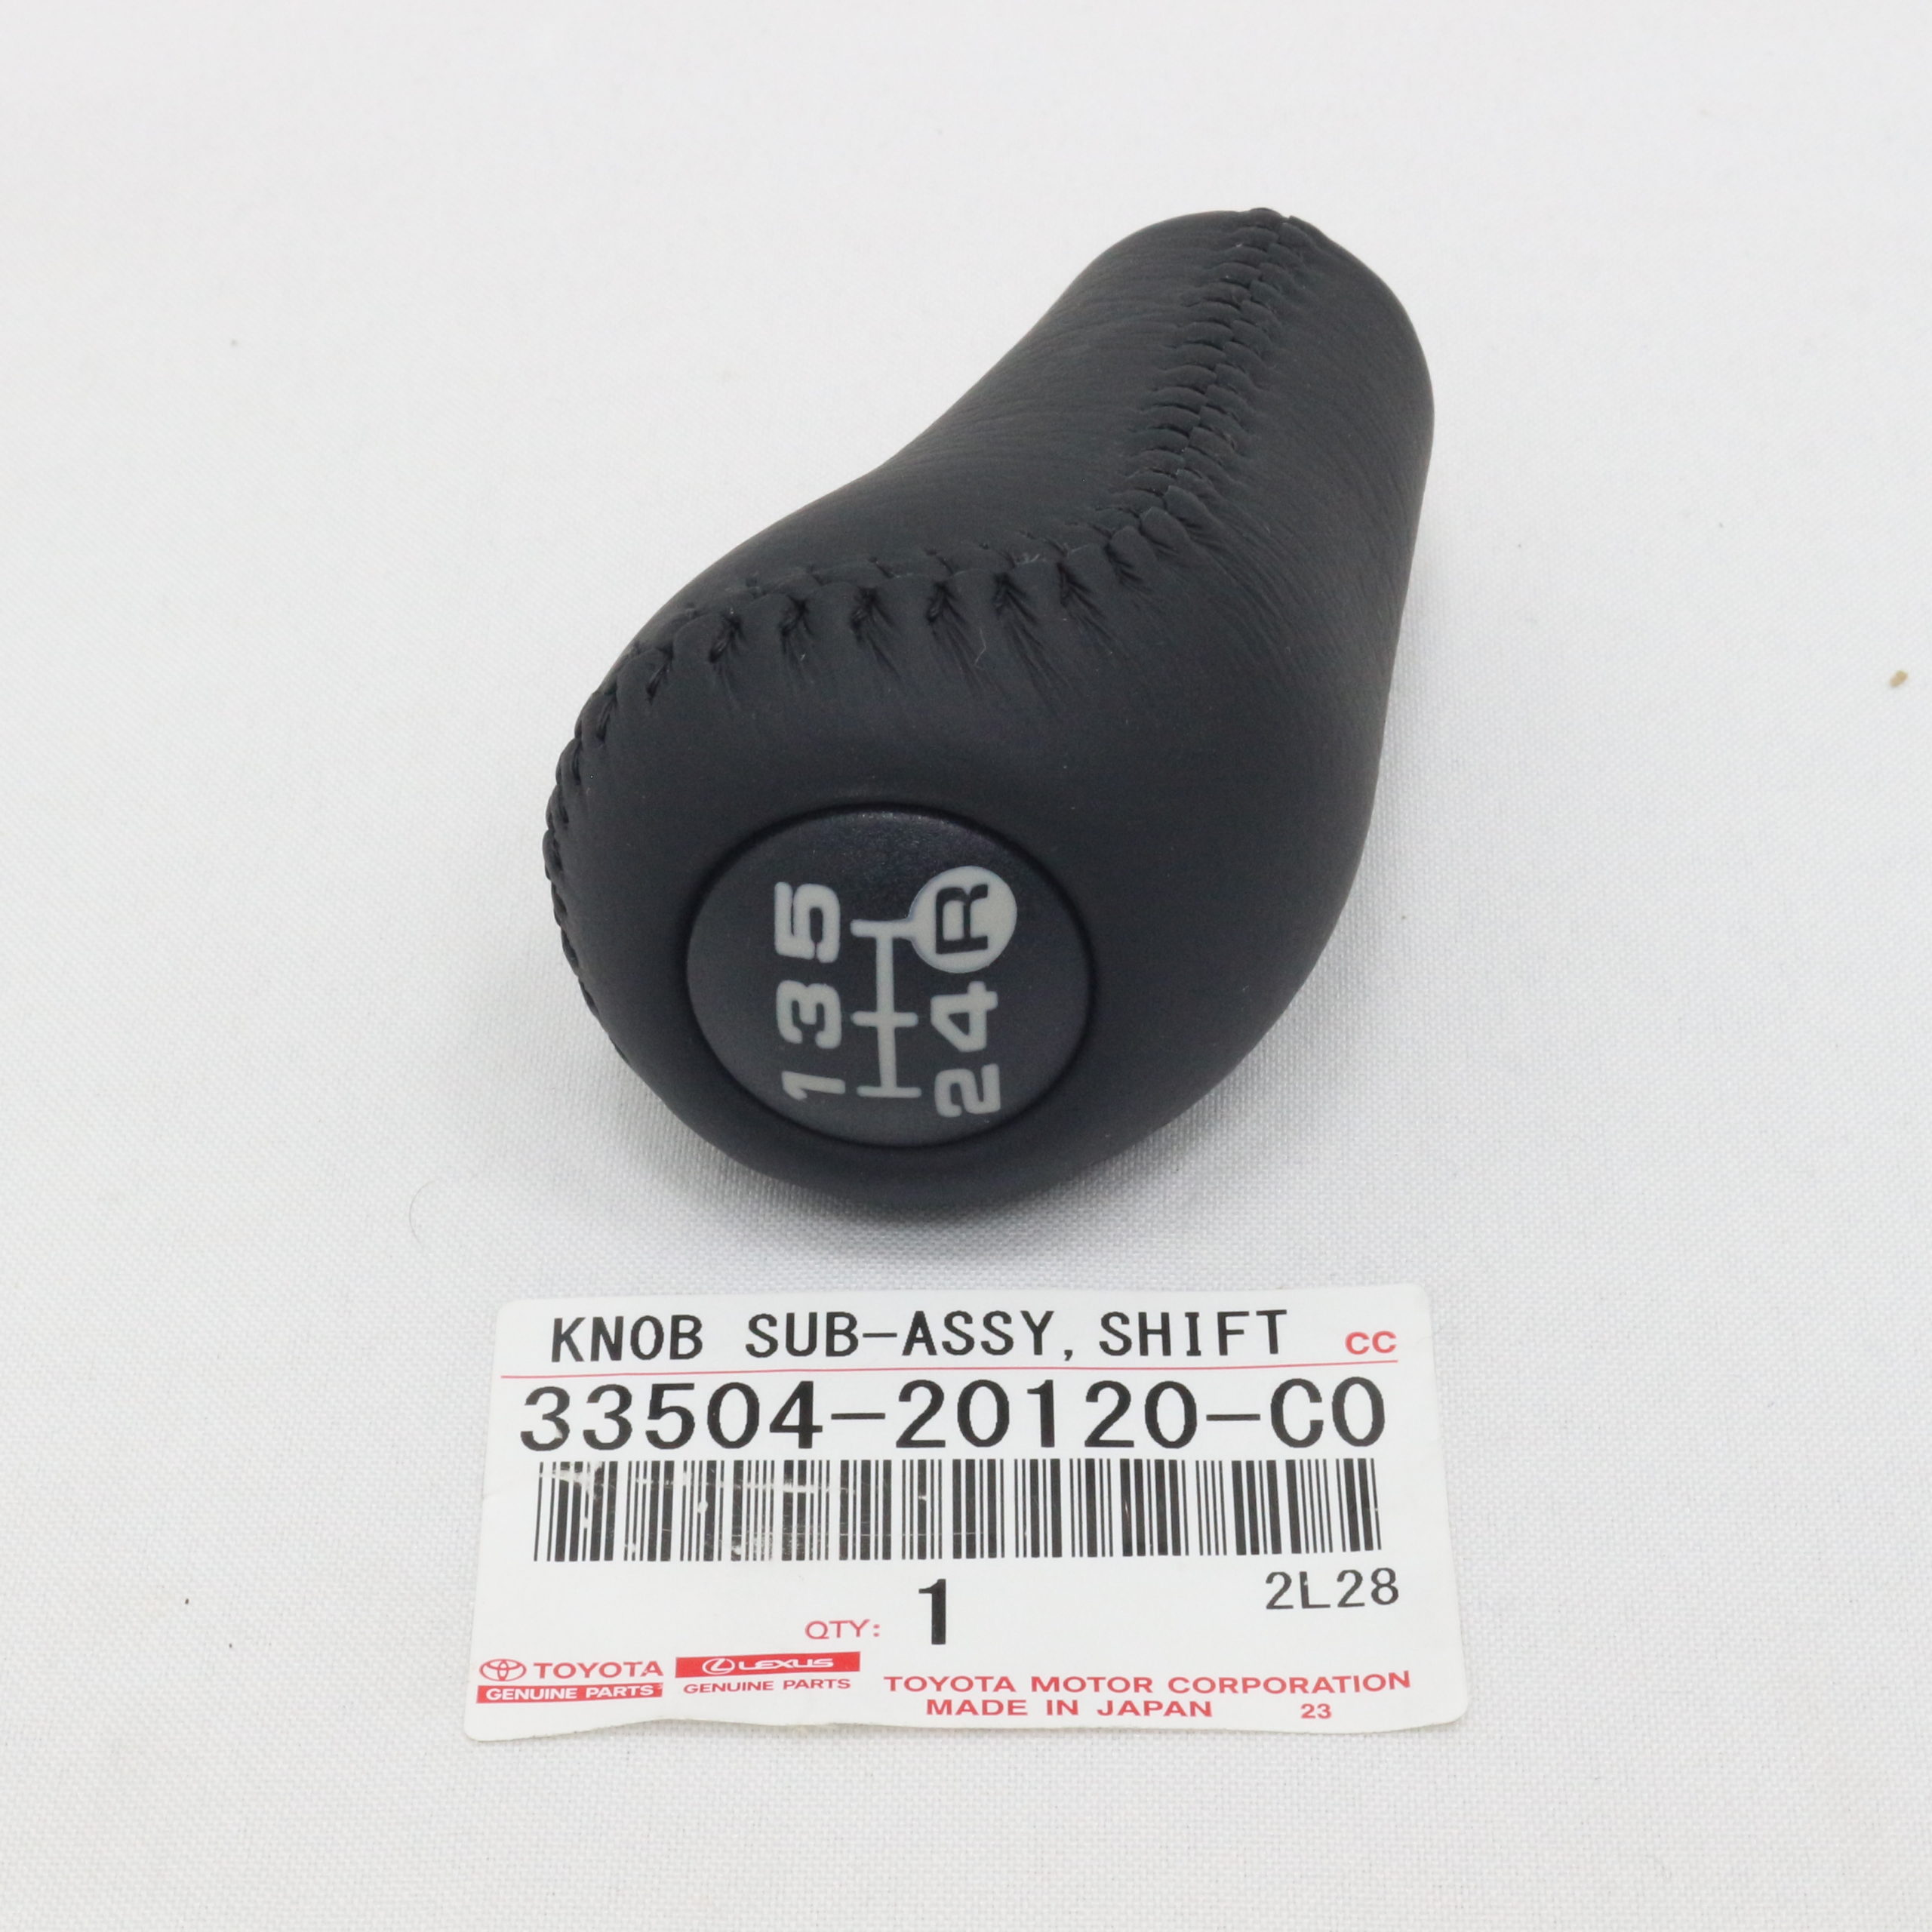 1 3 5
2 4 R
KNOB SUB-ASSY, SHIFT CC
33504-20120-C0
2L28
QTY: 1
TOYOTA
GENUINE PARTS
LEXUS
GENUINE PARTS
TOYOTA MOTOR CORPORATION
MADE IN JAPAN 23